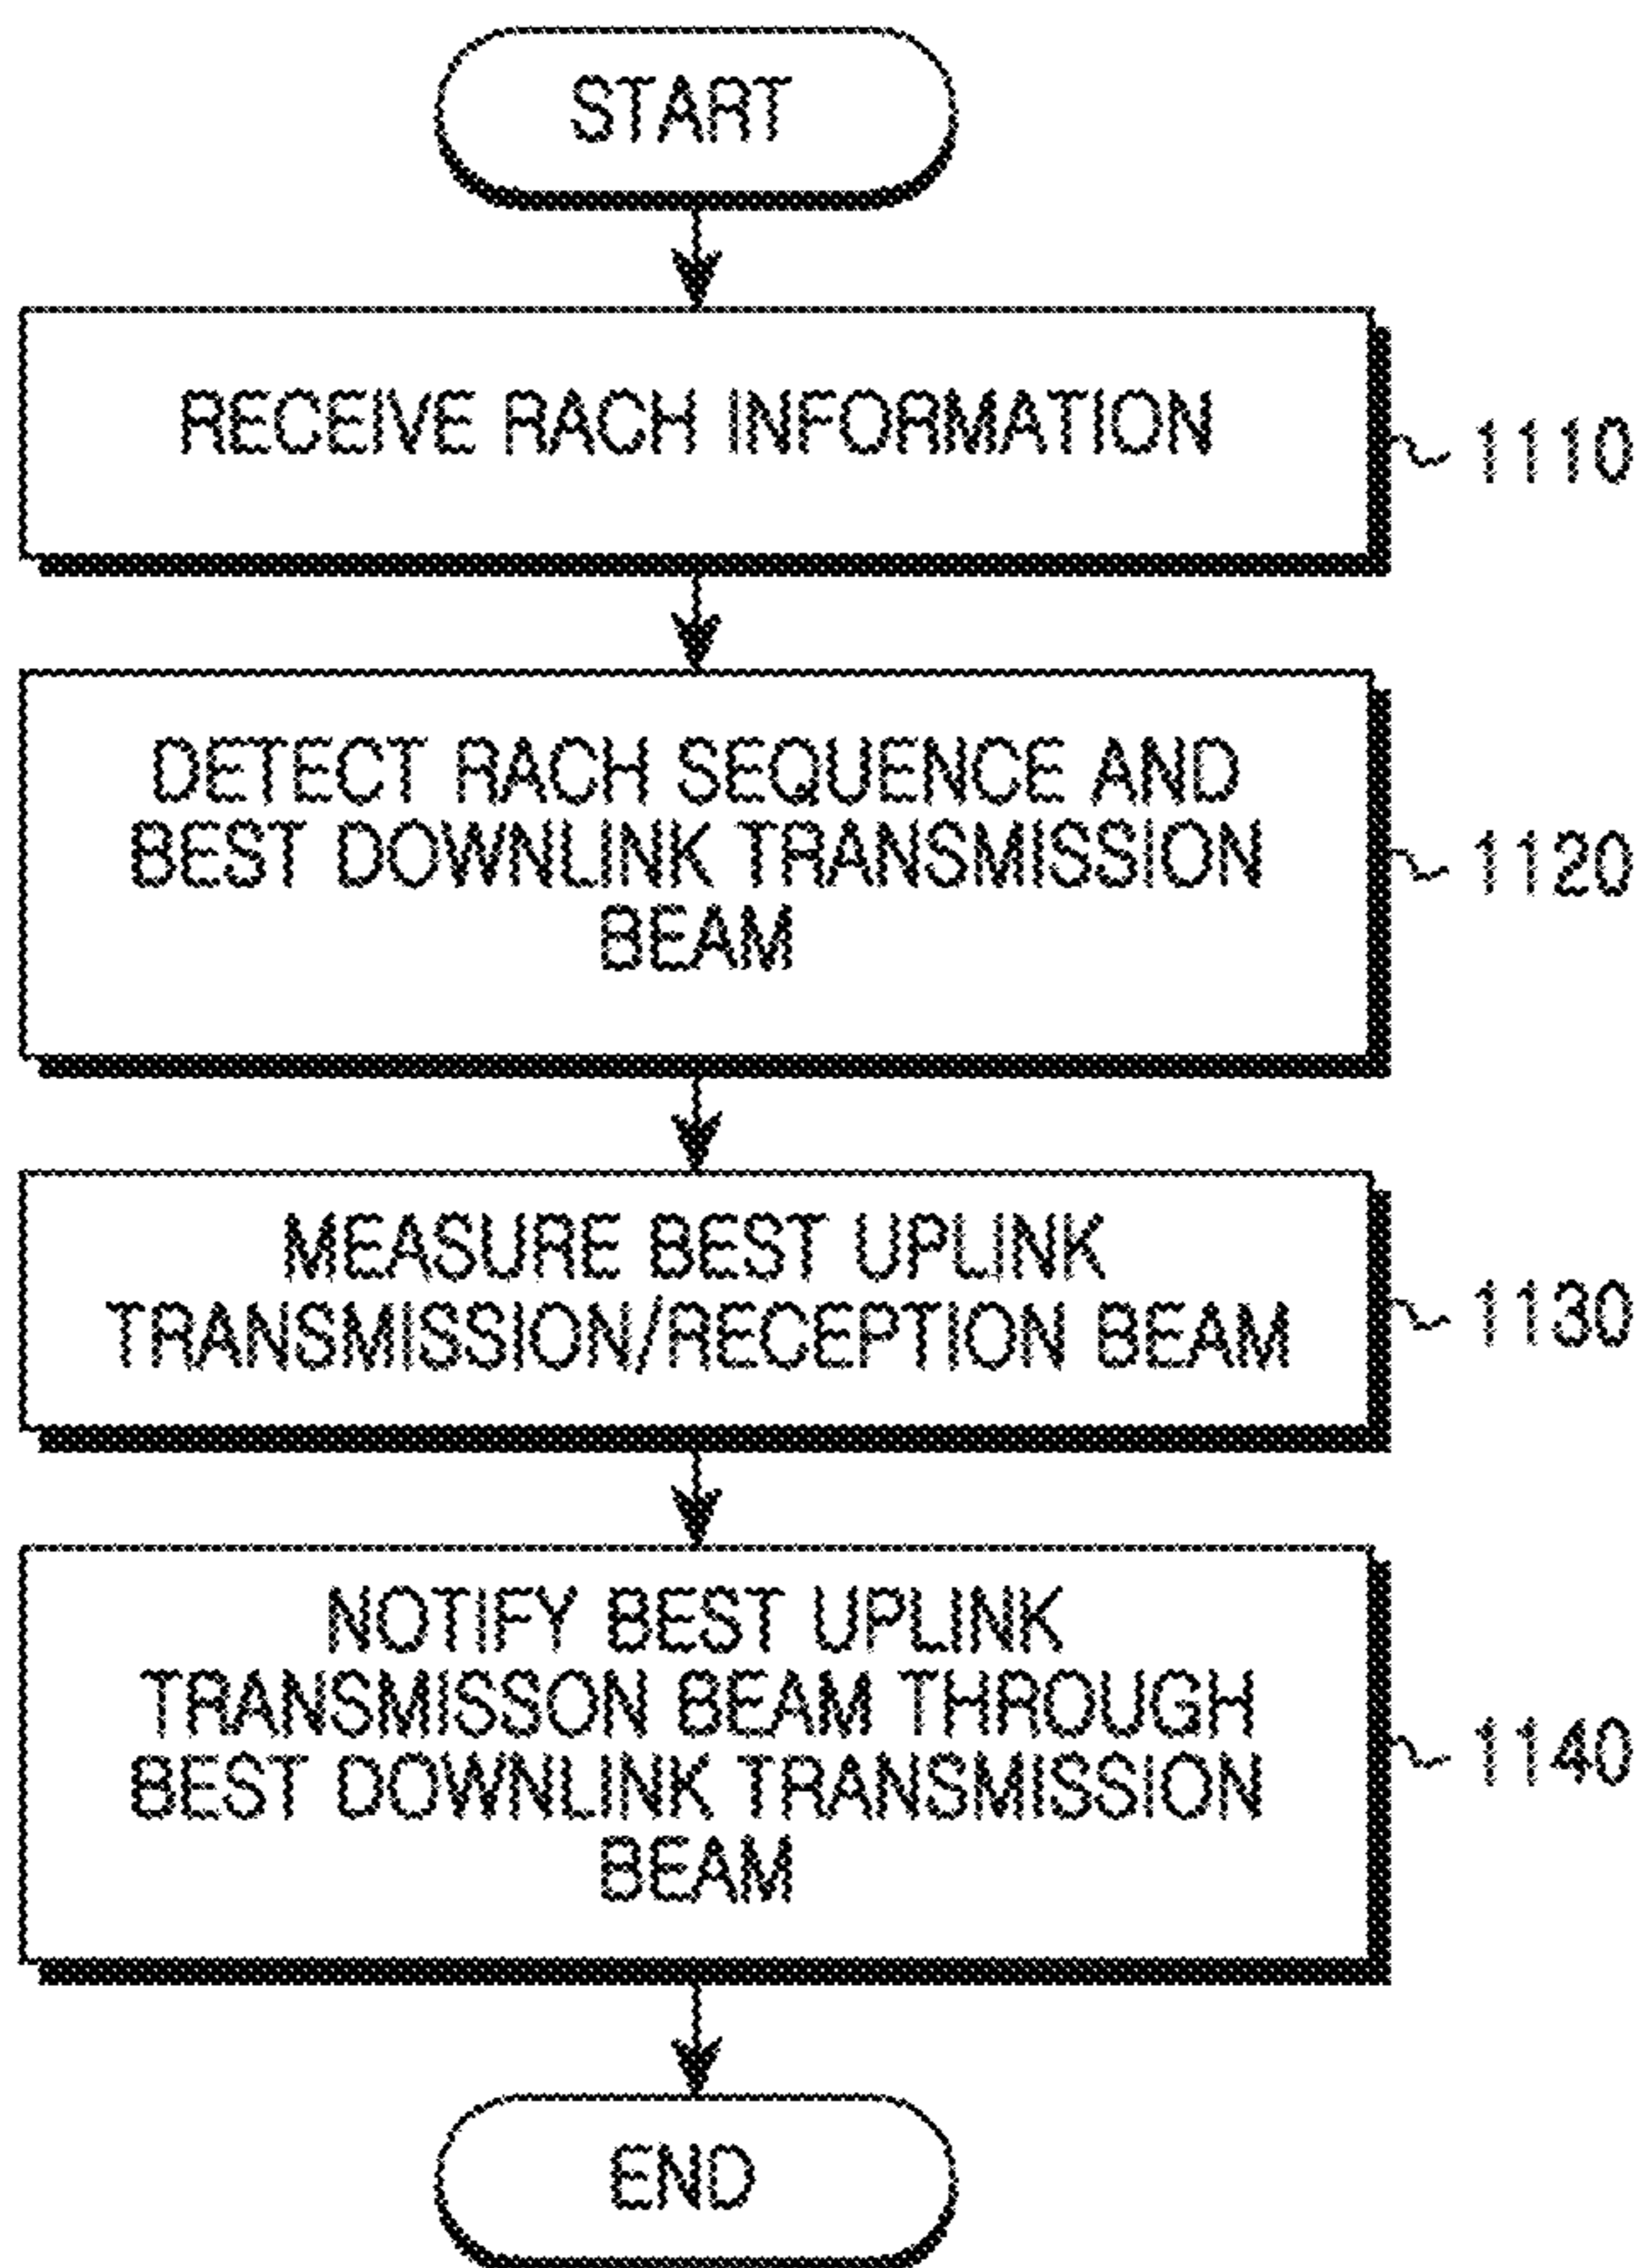 START
RECEIVE RACH INFORMATION
1110
DETECT RACH SEQUENCE AND
BEST DOWNLINK TRANSMISSION
BEAM
1120
MEASURE BEST UPLINK
TRANSMISSION/RECEPTION BEAM
1130
NOTIFY BEST UPLINK
TRANSMISSON BEAM THROUGH
BEST DOWNLINK TRANSMISSION
BEAM
1140
END